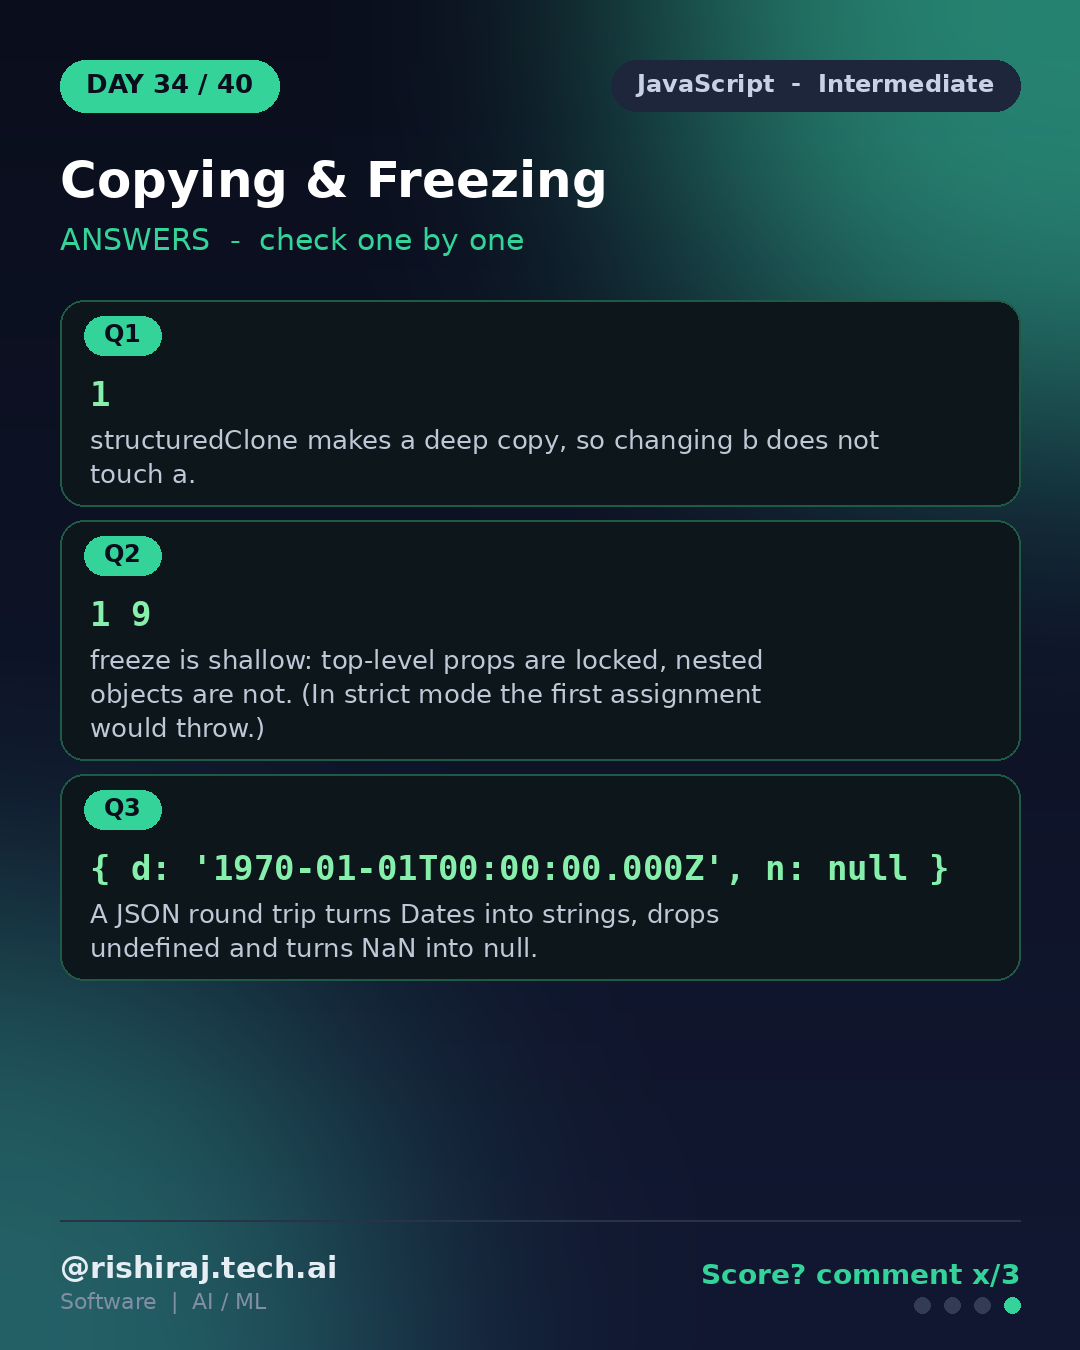 DAY 34 / 40
JavaScript - Intermediate
Copying & Freezing
ANSWERS - check one by one
Q1
1
structuredClone makes a deep copy, so changing b does not
touch a.
Q2
1 9
freeze is shallow: top-level props are locked, nested
objects are not. (In strict mode the first assignment
would throw.)
Q3
{ d: '1970-01-01T00:00:00.000Z', n: null }
A JSON round trip turns Dates into strings, drops
undefined and turns NaN into null.
@rishiraj.tech.ai
Software | AI / ML
Score? comment x/3